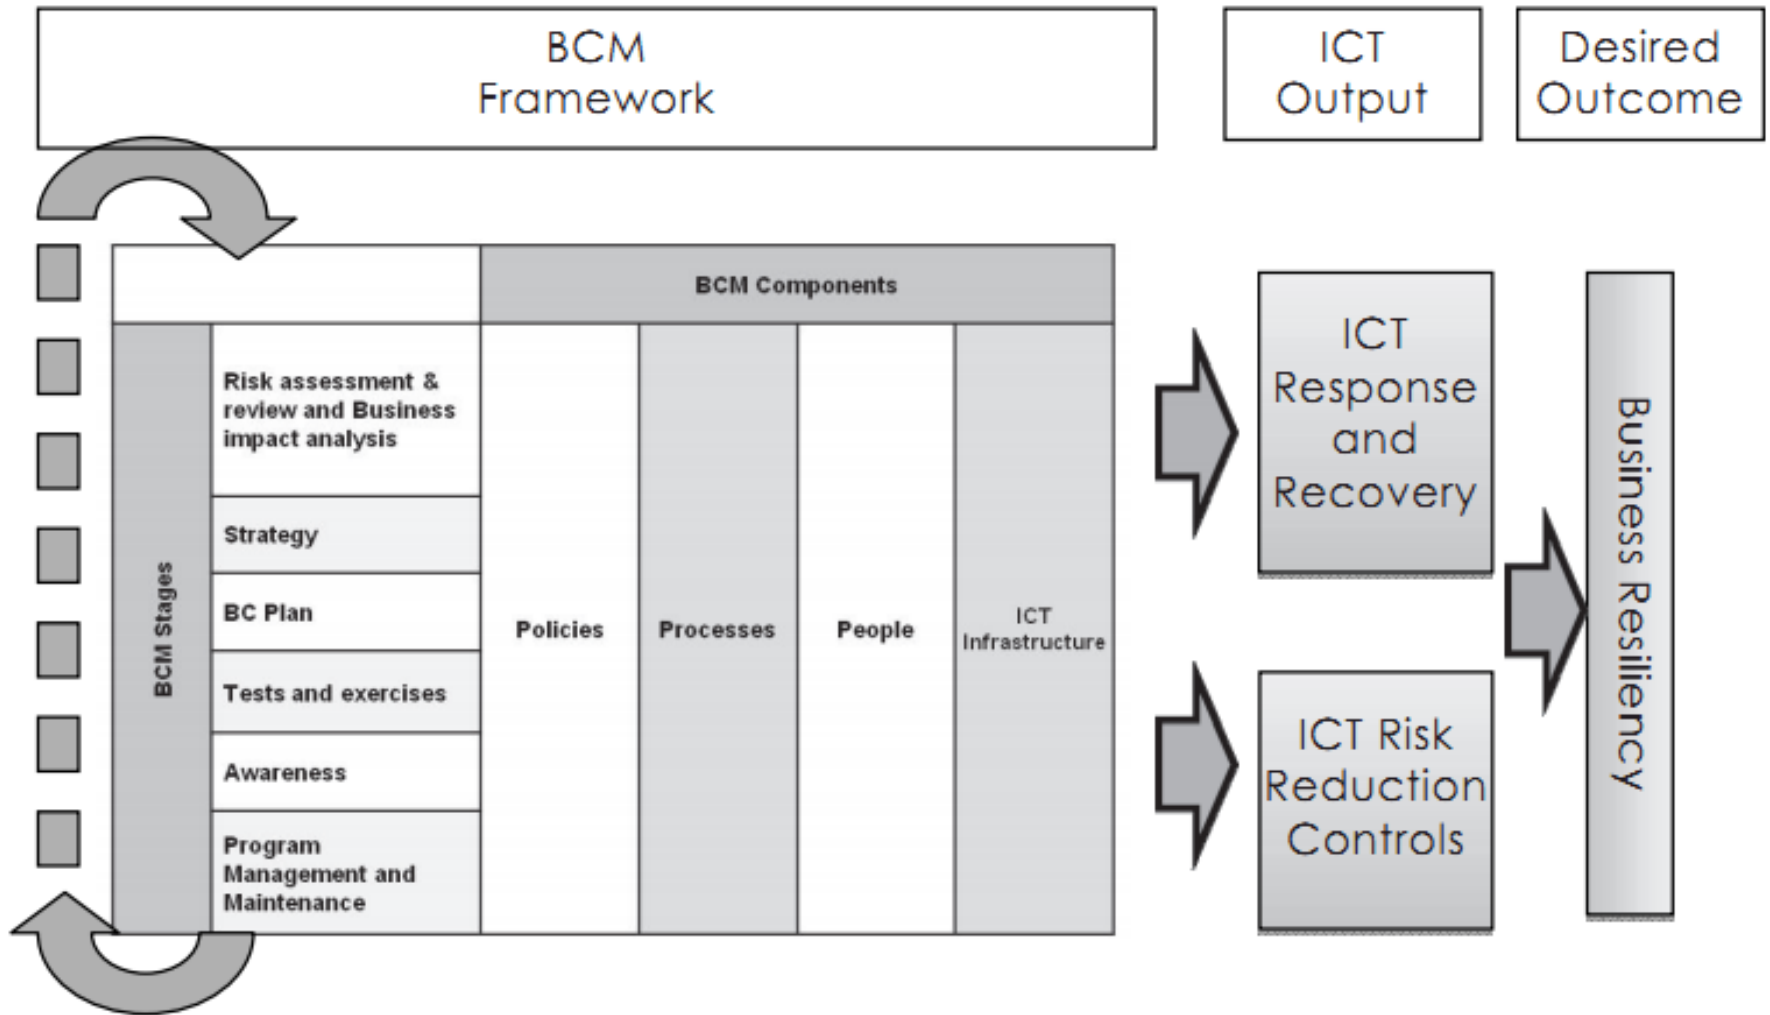 BCM
Framework
ICT
Output
Desired
Outcome
BCM Components
BCM Stages
Risk assessment &
review and Business
impact analysis
Strategy
BC Plan
Tests and exercises
Awareness
Program
Management and
Maintenance
Policies
Processes
People
ICT
Infrastructure
ICT
Response
and
Recovery
ICT Risk
Reduction
Controls
Business Resiliency